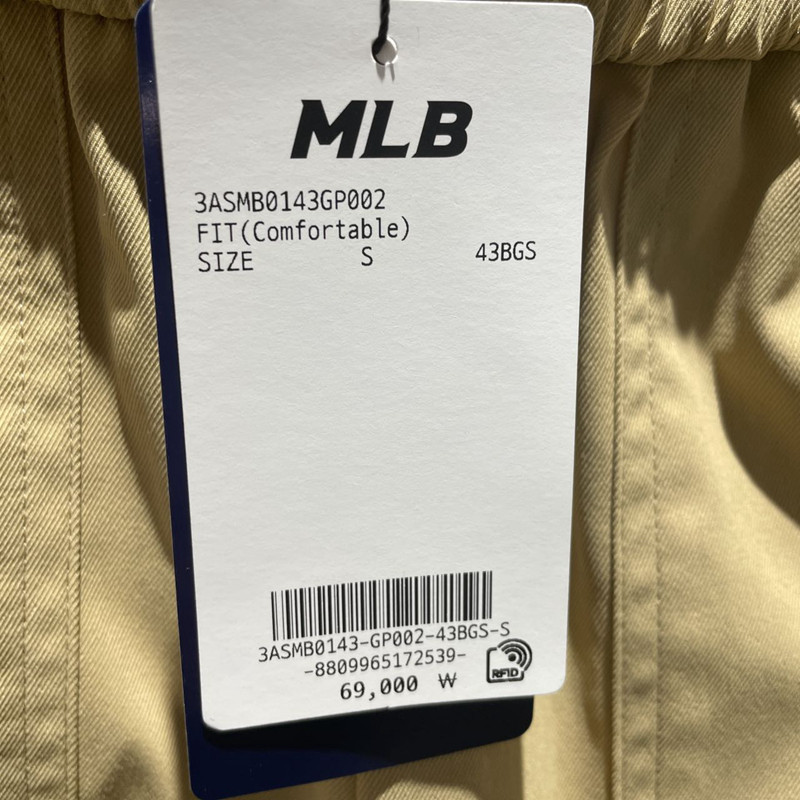 MLB
3ASMB0143GP002
FIT(Comfortable)
SIZE S 43BGS
3ASMB0143-GP002-43BGS-S
-8809965172539-
69,000 ₩
RFID